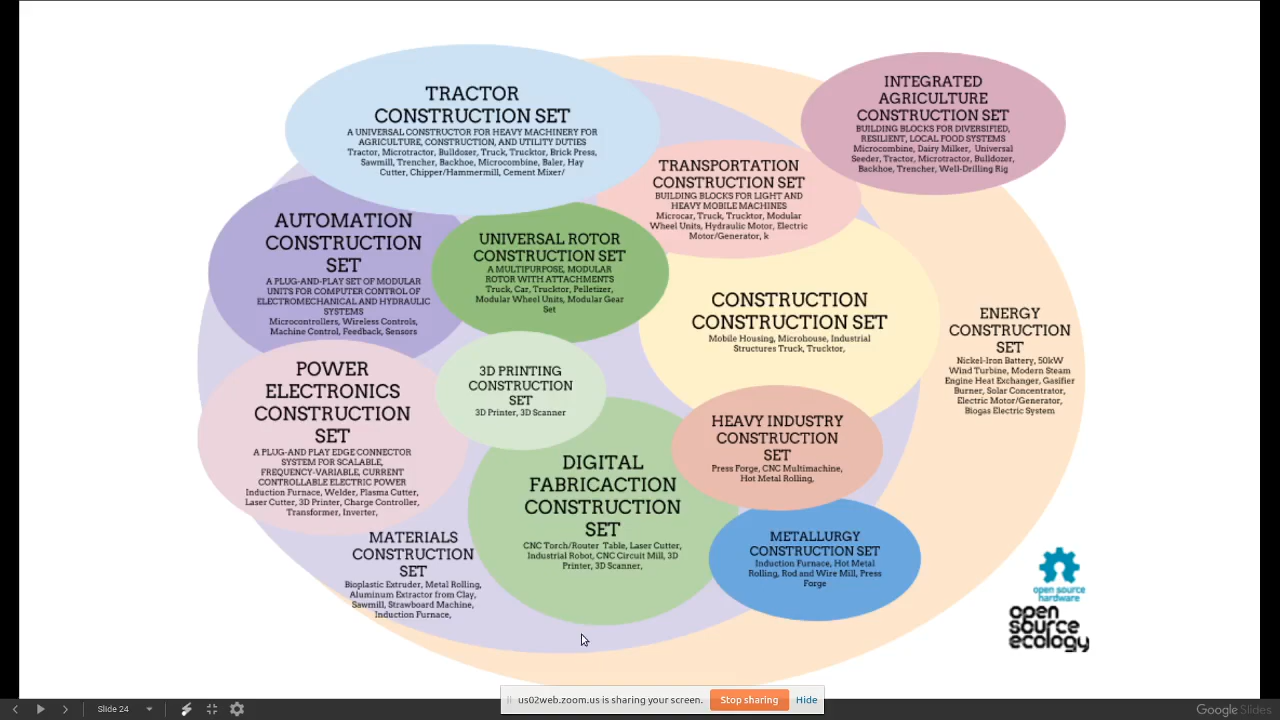 TRACTOR
CONSTRUCTION SET
A UNIVERSAL CONSTRUCTOR FOR HEAVY MACHINERY FOR
AGRICULTURE, CONSTRUCTION, AND UTILITY DUTIES
Tractor, Microtractor, Bulldozer, Truck, Trucktor, Brick Press,
Sawmill, Trencher, Backhoe, Microcombine, Baler, Hay
Cutter, Chipper/Hammermill, Cement Mixer/
INTEGRATED
AGRICULTURE
CONSTRUCTION SET
BUILDING BLOCKS FOR DIVERSIFIED,
RESILIENT, LOCAL FOOD SYSTEMS
Microcombine, Dairy Milker, Universal
Seeder, Tractor, Microtractor, Bulldozer,
Backhoe, Trencher, Well-Drilling Rig
TRANSPORTATION
CONSTRUCTION SET
BUILDING BLOCKS FOR LIGHT AND
HEAVY MOBILE MACHINES
Microcar, Truck, Trucktor, Modular
Wheel Units, Hydraulic Motor, Electric
Motor/Generator, k
AUTOMATION
CONSTRUCTION
SET
A PLUG-AND-PLAY SET OF MODULAR
UNITS FOR COMPUTER CONTROL OF
ELECTROMECHANICAL AND HYDRAULIC
SYSTEMS
Microcontrollers, Wireless Controls,
Machine Control, Feedback, Sensors
UNIVERSAL ROTOR
CONSTRUCTION SET
A MULTIPURPOSE, MODULAR
ROTOR WITH ATTACHMENTS
Truck, Car, Trucktor, Pelletizer,
Modular Wheel Units, Modular Gear
Set
CONSTRUCTION
CONSTRUCTION SET
Mobile Housing, Microhouse, Industrial
Structures Truck, Trucktor,
ENERGY
CONSTRUCTION
SET
Nickel-Iron Battery, 50kW
Wind Turbine, Modern Steam
Engine Heat Exchanger, Gasifier
Burner, Solar Concentrator,
Electric Motor/Generator,
Biogas Electric System
POWER
ELECTRONICS
CONSTRUCTION
SET
A PLUG AND PLAY EDGE CONNECTOR
SYSTEM FOR SCALABLE,
FREQUENCY-VARIABLE, CURRENT
CONTROLLABLE ELECTRIC POWER
Induction Furnace, Welder, Plasma Cutter,
Laser Cutter, 3D Printer, Charge Controller,
Transformer, Inverter,
3D PRINTING
CONSTRUCTION
SET
3D Printer, 3D Scanner
HEAVY INDUSTRY
CONSTRUCTION
SET
Press Forge, CNC Multimachine,
Hot Metal Rolling,
DIGITAL
FABRICACTION
CONSTRUCTION
SET
CNC Torch/Router Table, Laser Cutter,
Industrial Robot, CNC Circuit Mill, 3D
Printer, 3D Scanner,
MATERIALS
CONSTRUCTION
SET
Bioplastic Extruder, Metal Rolling,
Aluminum Extractor from Clay,
Sawmill, Strawboard Machine,
Induction Furnace,
METALLURGY
CONSTRUCTION SET
Induction Furnace, Hot Metal
Rolling, Rod and Wire Mill, Press
Forge
open source
hardware
open
source
ecology
us02web.zoom.us is sharing your screen.
Stop sharing
Hide
Slide 24
Google Slides